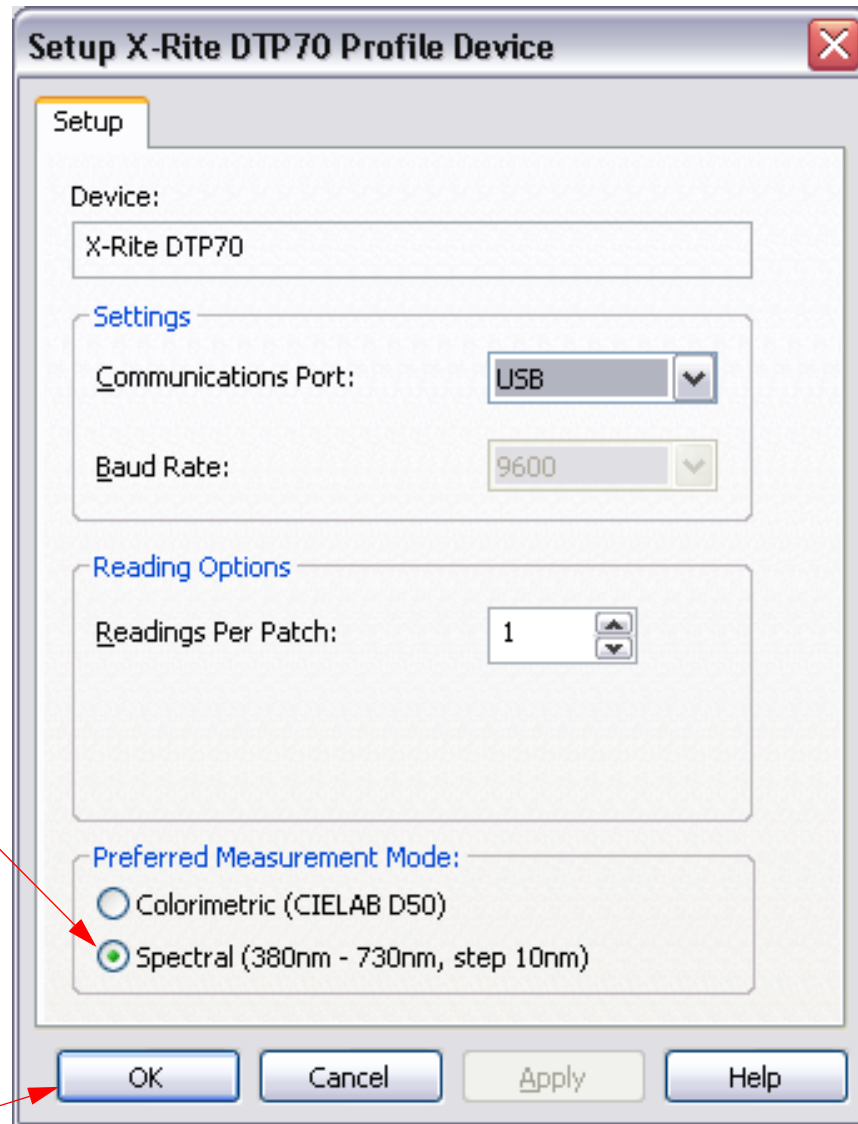 Setup X-Rite DTP70 Profile Device
Setup
Device:
X-Rite DTP70
Settings
Communications Port: USB
Baud Rate: 9600
Reading Options
Readings Per Patch: 1
Preferred Measurement Mode:
Colorimetric (CIELAB D50)
Spectral (380nm - 730nm, step 10nm)
OK Cancel Apply Help